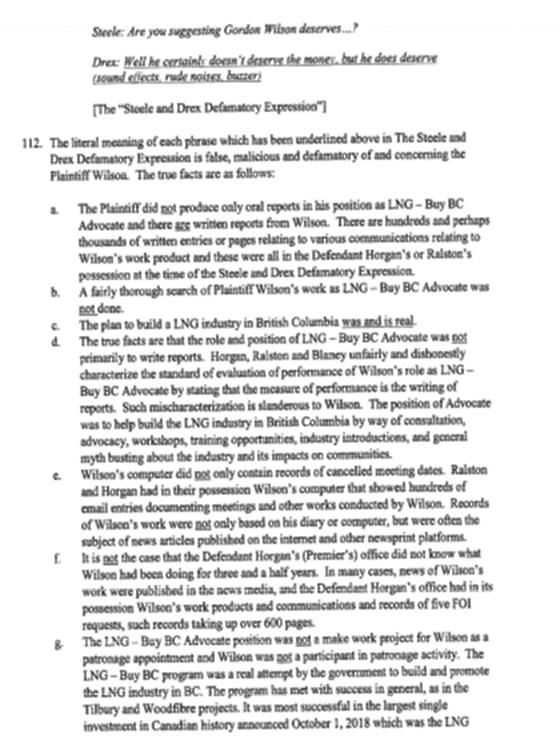 Steele: Are you suggesting Gordon Wilson deserves...?
Drex: Well he certainly doesn't deserve the money, but he does deserve
(sound effects, rude noises, buzzer)
[The "Steele and Drex Defamatory Expression"]
112. The literal meaning of each phrase which has been underlined above in The Steele and
Drex Defamatory Expression is false, malicious and defamatory of and concerning the
Plaintiff Wilson. The true facts are as follows:
a. The Plaintiff did not produce only oral reports in his position as LNG – Buy BC
Advocate and there are written reports from Wilson. There are hundreds and perhaps
thousands of written entries or pages relating to various communications relating to
Wilson's work product and these were all in the Defendant Horgan's or Ralston's
possession at the time of the Steele and Drex Defamatory Expression.
b. A fairly thorough search of Plaintiff Wilson's work as LNG – Buy BC Advocate was
not done.
c. The plan to build a LNG industry in British Columbia was and is real.
d. The true facts are that the role and position of LNG – Buy BC Advocate was not
primarily to write reports. Horgan, Ralston and Blaney unfairly and dishonestly
characterize the standard of evaluation of performance of Wilson's role as LNG –
Buy BC Advocate by stating that the measure of performance is the writing of
reports. Such mischaracterization is slanderous to Wilson. The position of Advocate
was to help build the LNG industry in British Columbia by way of consultation,
advocacy, workshops, training opportunities, industry introductions, and general
myth busting about the industry and its impacts on communities.
e. Wilson's computer did not only contain records of cancelled meeting dates. Ralston
and Horgan had in their possession Wilson's computer that showed hundreds of
email entries documenting meetings and other works conducted by Wilson. Records
of Wilson's work were not only based on his diary or computer, but were often the
subject of news articles published on the internet and other newsprint platforms.
f. It is not the case that the Defendant Horgan's (Premier's) office did not know what
Wilson had been doing for three and a half years. In many cases, news of Wilson's
work were published in the news media, and the Defendant Horgan's office had in its
possession Wilson's work products and communications and records of five FOI
requests, such records taking up over 600 pages.
g. The LNG – Buy BC Advocate position was not a make work project for Wilson as a
patronage appointment and Wilson was not a participant in patronage activity. The
LNG – Buy BC program was a real attempt by the government to build and promote
the LNG industry in BC. The program has met with success in general, as in the
Tilbury and Woodfibre projects. It was most successful in the largest single
investment in Canadian history announced October 1, 2018 which was the LNG